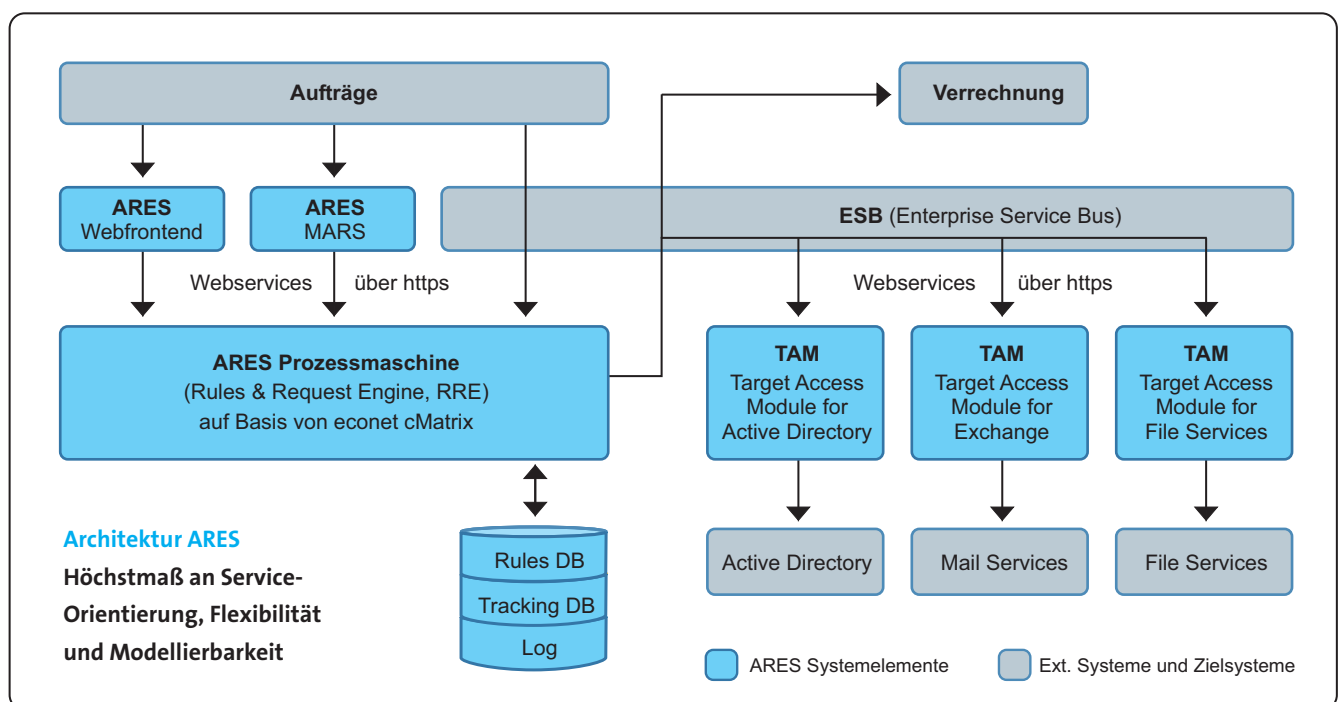 Aufträge
Verrechnung
ARES
Webfrontend
ARES
MARS
ESB (Enterprise Service Bus)
Webservices über https
Webservices über https
ARES Prozessmaschine
(Rules & Request Engine, RRE)
auf Basis von econet cMatrix
TAM
Target Access
Module for
Active Directory
TAM
Target Access
Module for
Exchange
TAM
Target Access
Module for
File Services
Architektur ARES
Höchstmaß an Service-
Orientierung, Flexibilität
und Modellierbarkeit
Rules DB
Tracking DB
Log
Active Directory
Mail Services
File Services
ARES Systemelemente
Ext. Systeme und Zielsysteme